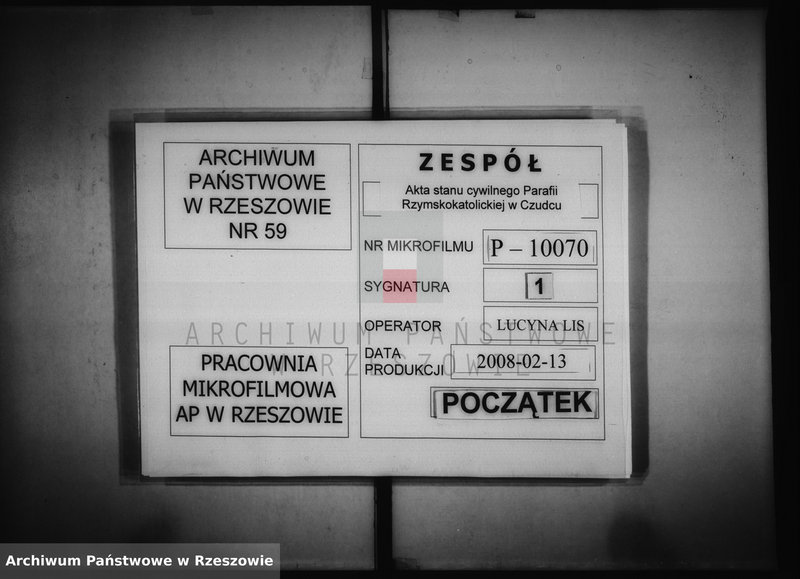 ARCHIWUM
PAŃSTWOWE
W RZESZOWIE
NR 59
PRACOWNIA
MIKROFILMOWA
AP W RZESZOWIE
ZESPÓŁ
Akta stanu cywilnego Parafii
Rzymskokatolickiej w Czudcu
NR MIKROFILMU P – 10070
SYGNATURA 1
OPERATOR LUCYNA LIS
DATA
PRODUKCJI 2008-02-13
POCZĄTEK
ARCHIWUM PAŃSTWOWE
W RZESZOWIE
Archiwum Państwowe w Rzeszowie